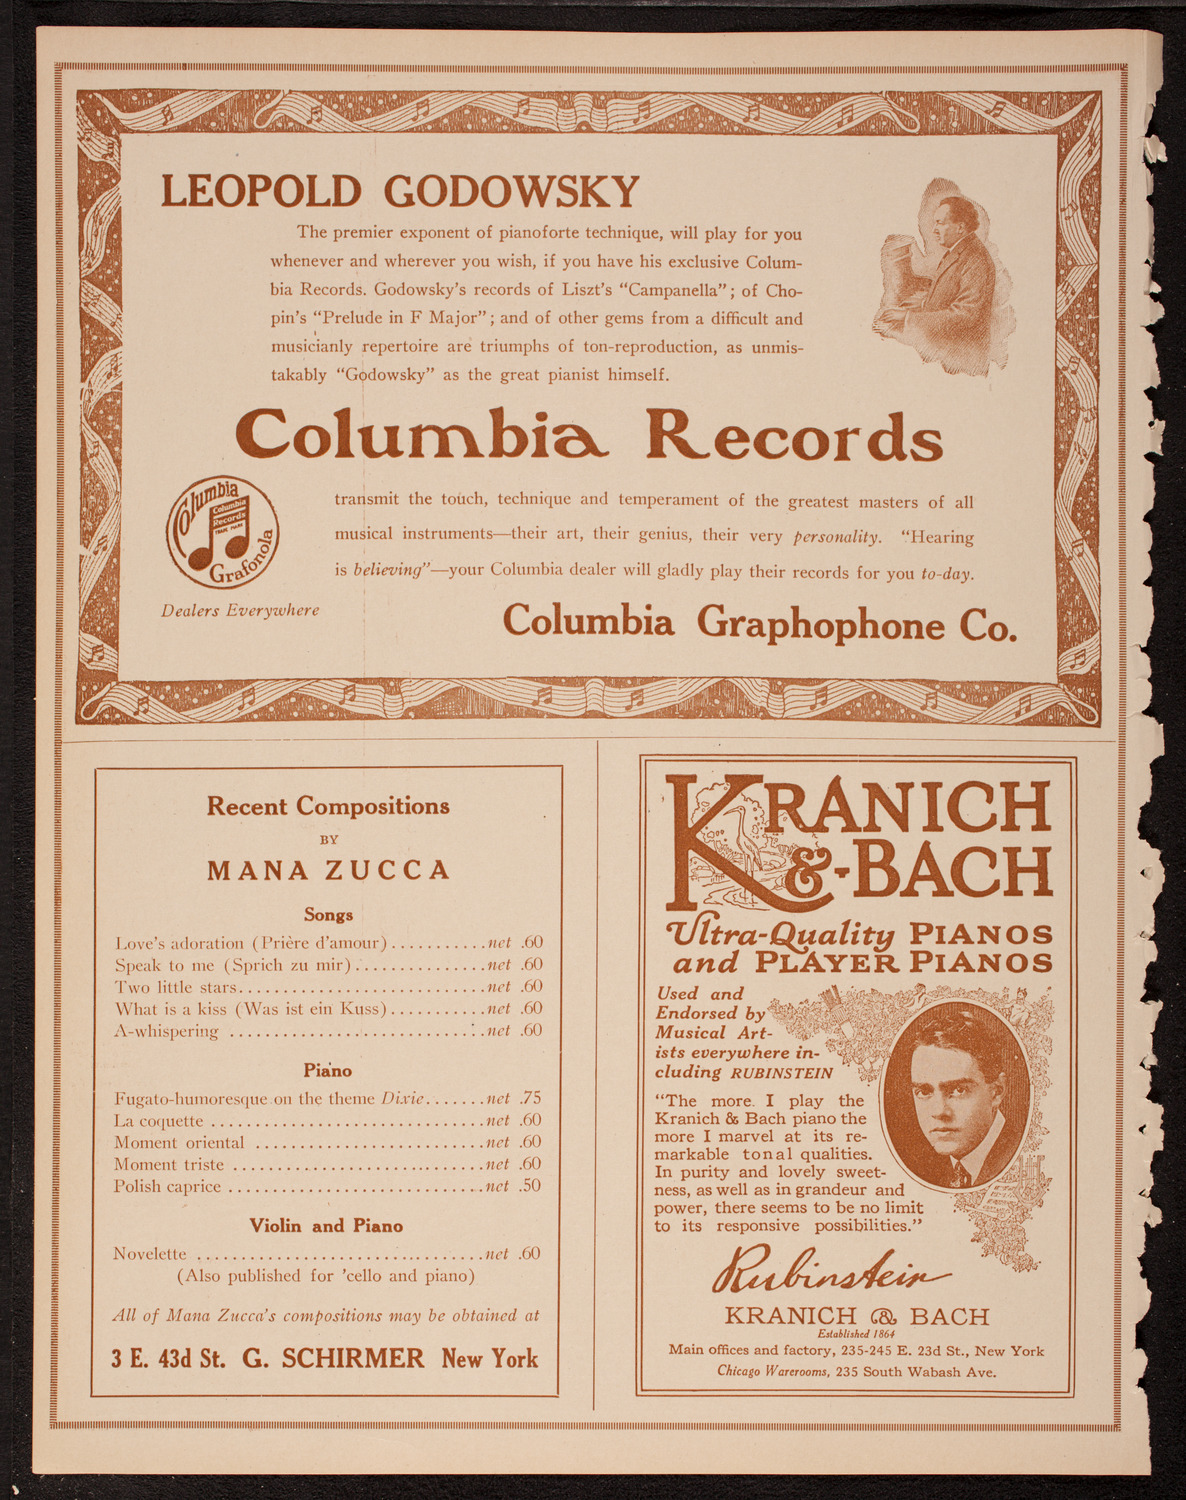 LEOPOLD GODOWSKY
The premier exponent of pianoforte technique, will play for you
whenever and wherever you wish, if you have his exclusive Colum-
bia Records. Godowsky's records of Liszt's "Campanella"; of Cho-
pin's "Prelude in F Major"; and of other gems from a difficult and
musicianly repertoire are triumphs of ton-reproduction, as unmis-
takably "Godowsky" as the great pianist himself.
Columbia Records
Columbia
Columbia
Records
TRADE MARK
Grafonola
transmit the touch, technique and temperament of the greatest masters of all
musical instruments—their art, their genius, their very personality. "Hearing
is believing"—your Columbia dealer will gladly play their records for you to-day.
Dealers Everywhere
Columbia Graphophone Co.
Recent Compositions
BY
MANA ZUCCA
Songs
Love's adoration (Prière d'amour)...........net .60
Speak to me (Sprich zu mir)...............net .60
Two little stars............................net .60
What is a kiss (Was ist ein Kuss)...........net .60
A-whispering .............................net .60
Piano
Fugato-humoresque on the theme Dixie.......net .75
La coquette ...............................net .60
Moment oriental ..........................net .60
Moment triste .............................net .60
Polish caprice .............................net .50
Violin and Piano
Novelette .................................net .60
(Also published for 'cello and piano)
All of Mana Zucca's compositions may be obtained at
3 E. 43d St. G. SCHIRMER New York
KRANICH
&-BACH
Ultra-Quality PIANOS
and PLAYER PIANOS
Used and
Endorsed by
Musical Art-
ists everywhere in-
cluding RUBINSTEIN
"The more I play the
Kranich & Bach piano the
more I marvel at its re-
markable tonal qualities.
In purity and lovely sweet-
ness, as well as in grandeur and
power, there seems to be no limit
to its responsive possibilities."
Rubinstein
KRANICH & BACH
Established 1864
Main offices and factory, 235-245 E. 23d St., New York
Chicago Warerooms, 235 South Wabash Ave.